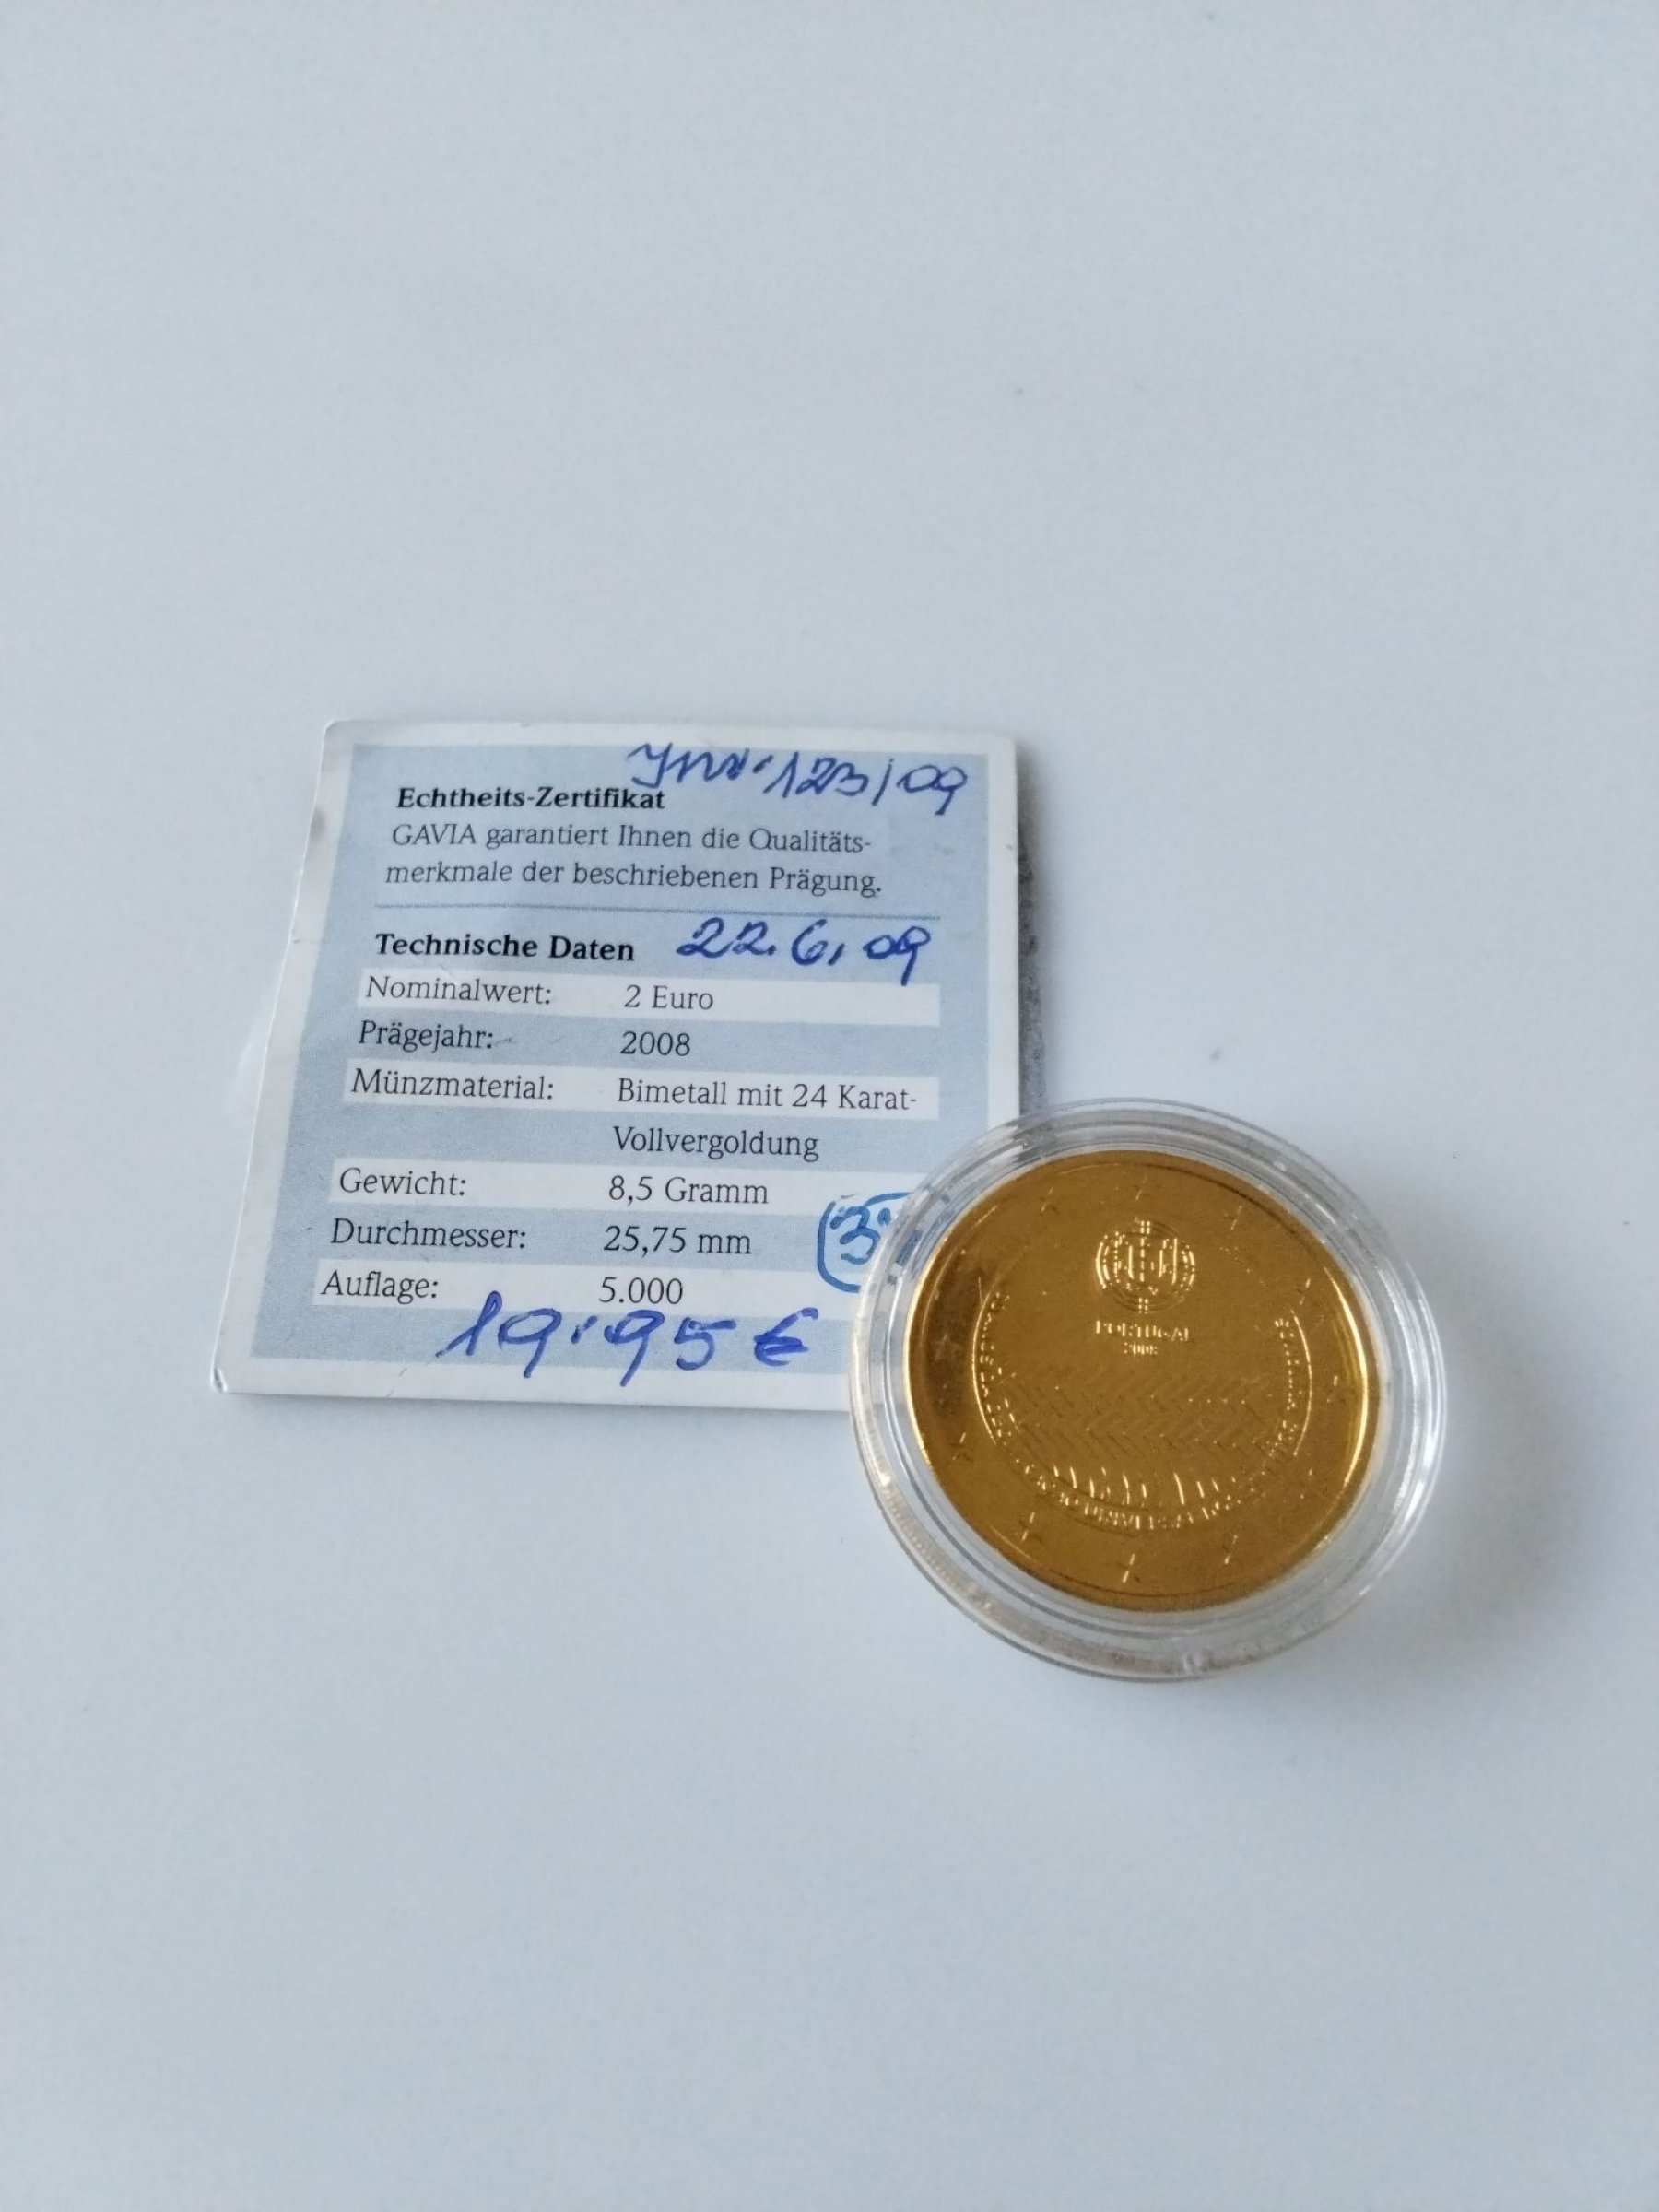 Inv. 123/09
Echtheits-Zertifikat
GAVIA garantiert Ihnen die Qualitäts-
merkmale der beschriebenen Prägung.
Technische Daten 22.6.09
Nominalwert: 2 Euro
Prägejahr: 2008
Münzmaterial: Bimetall mit 24 Karat-
Vollvergoldung
Gewicht: 8,5 Gramm
Durchmesser: 25,75 mm
Auflage: 5.000
19.95 €
PORTUGAL
2008